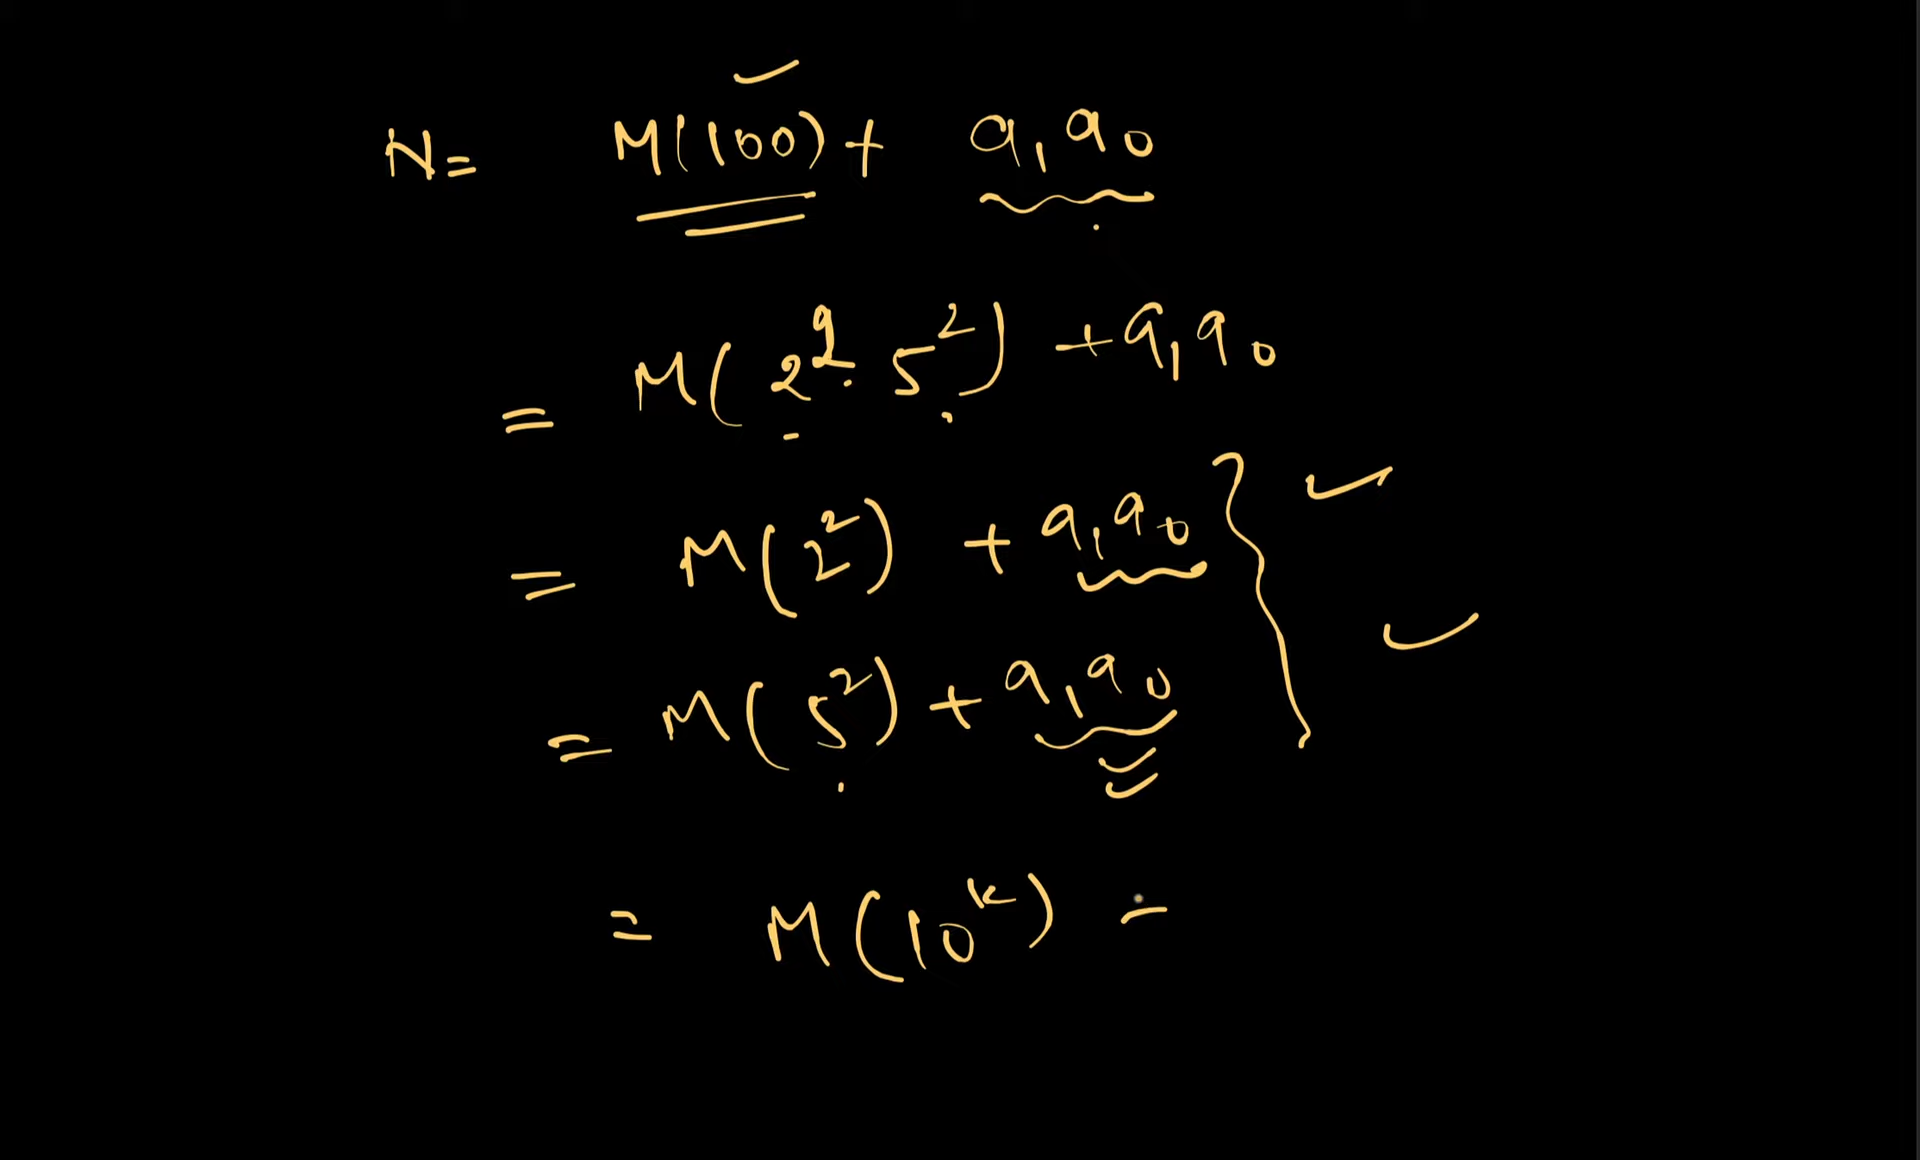 N = M(100) + a₁a₀
= M(2² 5²) + a₁a₀
= M(2²) + a₁a₀
= M(5²) + a₁a₀
= M(10ᵏ) -